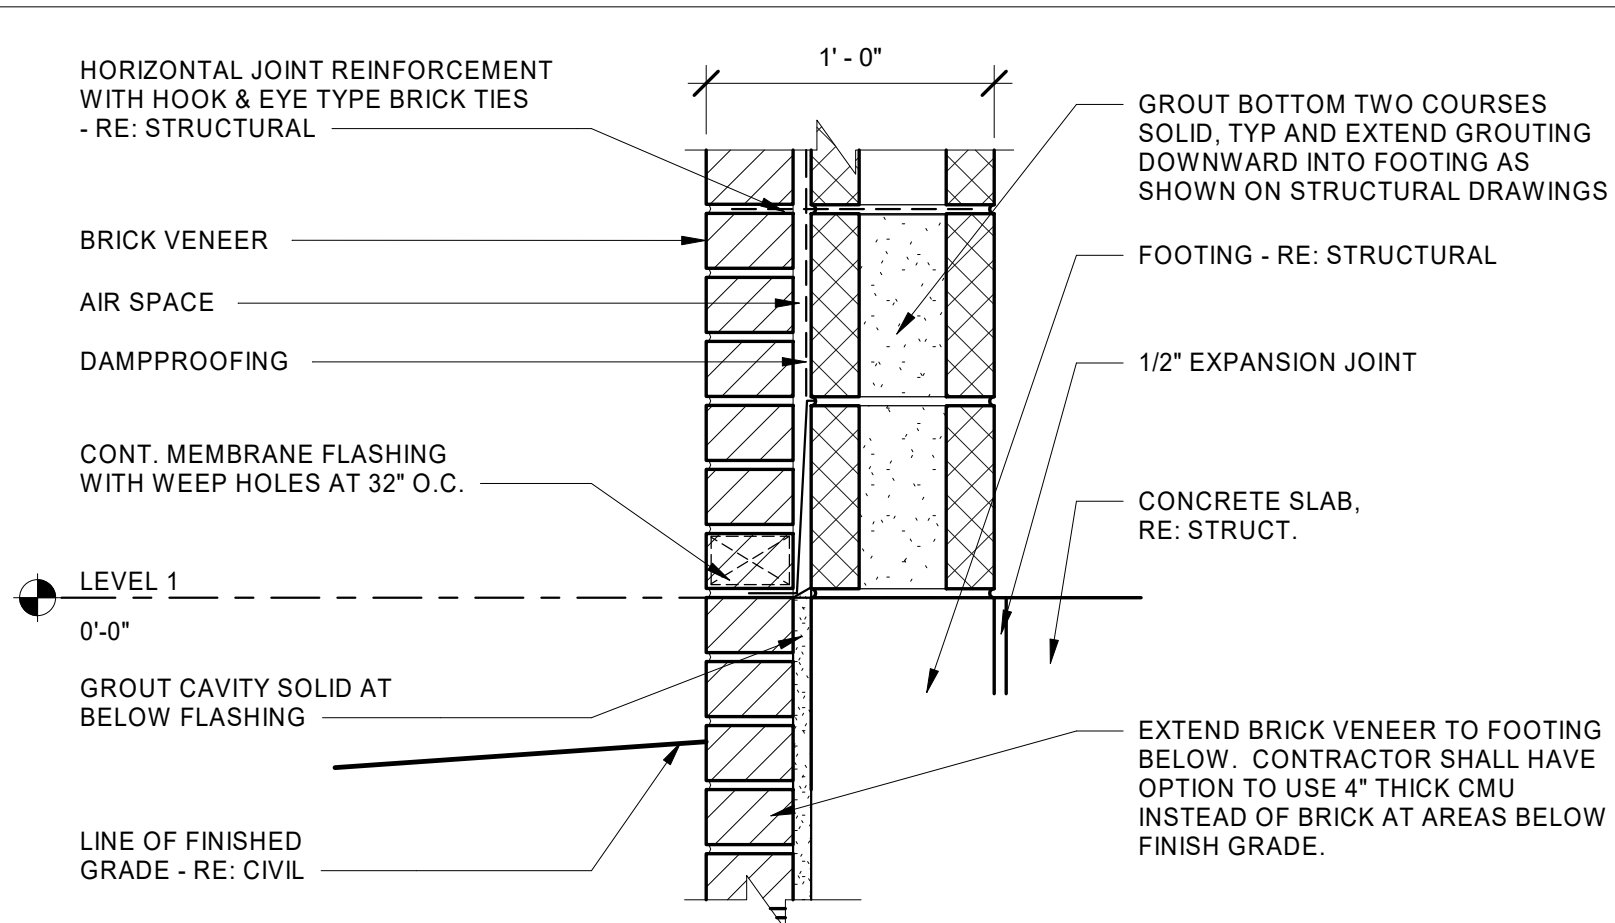 1' - 0"
HORIZONTAL JOINT REINFORCEMENT
WITH HOOK & EYE TYPE BRICK TIES
- RE: STRUCTURAL
BRICK VENEER
AIR SPACE
DAMPPROOFING
CONT. MEMBRANE FLASHING
WITH WEEP HOLES AT 32" O.C.
LEVEL 1
0'-0"
GROUT CAVITY SOLID AT
BELOW FLASHING
LINE OF FINISHED
GRADE - RE: CIVIL
GROUT BOTTOM TWO COURSES
SOLID, TYP AND EXTEND GROUTING
DOWNWARD INTO FOOTING AS
SHOWN ON STRUCTURAL DRAWINGS
FOOTING - RE: STRUCTURAL
1/2" EXPANSION JOINT
CONCRETE SLAB,
RE: STRUCT.
EXTEND BRICK VENEER TO FOOTING
BELOW. CONTRACTOR SHALL HAVE
OPTION TO USE 4" THICK CMU
INSTEAD OF BRICK AT AREAS BELOW
FINISH GRADE.